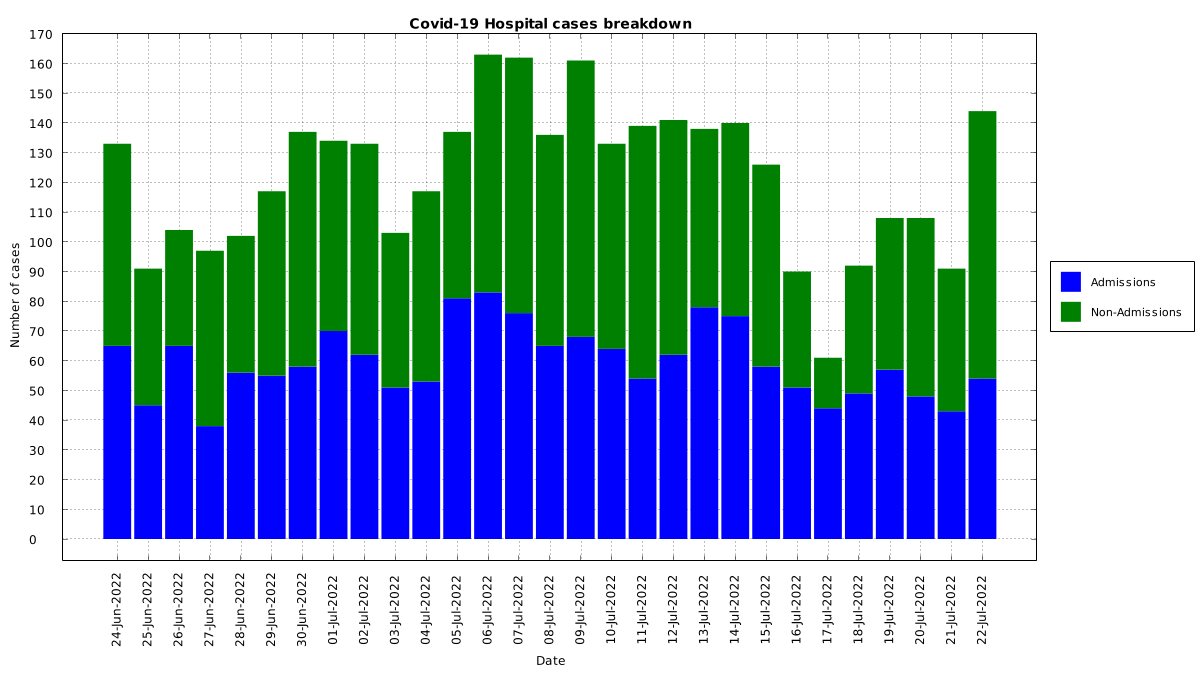 Covid-19 Hospital cases breakdown
170
160
150
140
130
120
110
100
90
80
70
60
50
40
30
20
10
0
Number of cases
24-Jun-2022
25-Jun-2022
26-Jun-2022
27-Jun-2022
28-Jun-2022
29-Jun-2022
30-Jun-2022
01-Jul-2022
02-Jul-2022
03-Jul-2022
04-Jul-2022
05-Jul-2022
06-Jul-2022
07-Jul-2022
08-Jul-2022
09-Jul-2022
10-Jul-2022
11-Jul-2022
12-Jul-2022
13-Jul-2022
14-Jul-2022
15-Jul-2022
16-Jul-2022
17-Jul-2022
18-Jul-2022
19-Jul-2022
20-Jul-2022
21-Jul-2022
22-Jul-2022
Date
Admissions
Non-Admissions